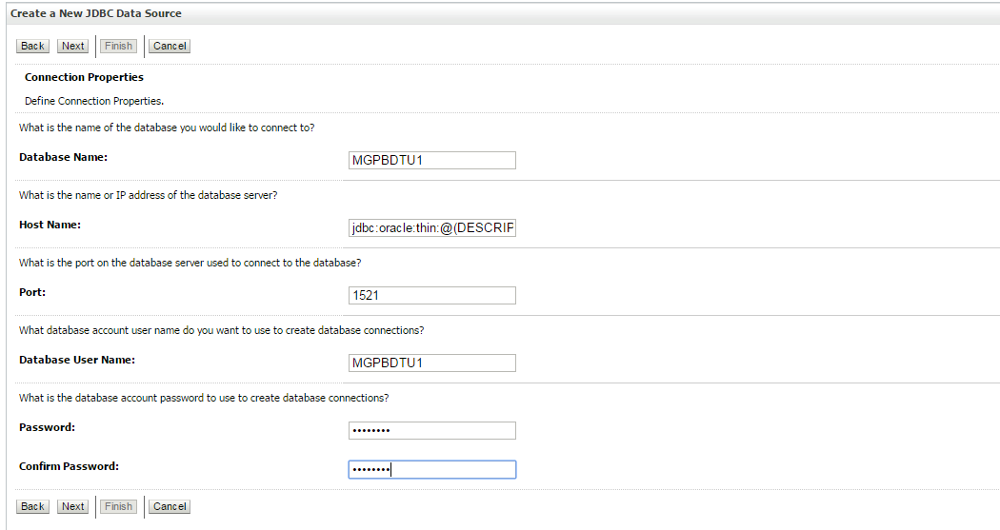 Create a New JDBC Data Source
Back Next Finish Cancel
Connection Properties
Define Connection Properties.
What is the name of the database you would like to connect to?
Database Name: MGPBDTU1
What is the name or IP address of the database server?
Host Name: jdbc:oracle:thin:@(DESCRIP
What is the port on the database server used to connect to the database?
Port: 1521
What database account user name do you want to use to create database connections?
Database User Name: MGPBDTU1
What is the database account password to use to create database connections?
Password: ••••••••
Confirm Password: ••••••••
Back Next Finish Cancel